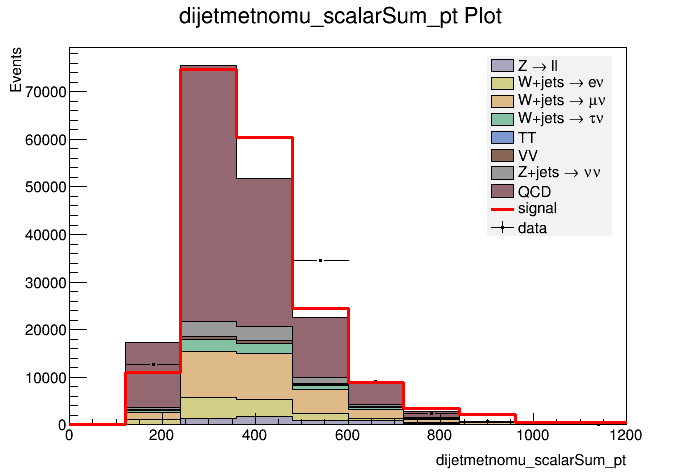 dijetmetnomu_scalarSum_pt Plot
Events
70000
60000
50000
40000
30000
20000
10000
0
0 200 400 600 800 1000 1200
dijetmetnomu_scalarSum_pt
Z → ll
W+jets → eν
W+jets → μν
W+jets → τν
TT
VV
Z+jets → νν
QCD
signal
data